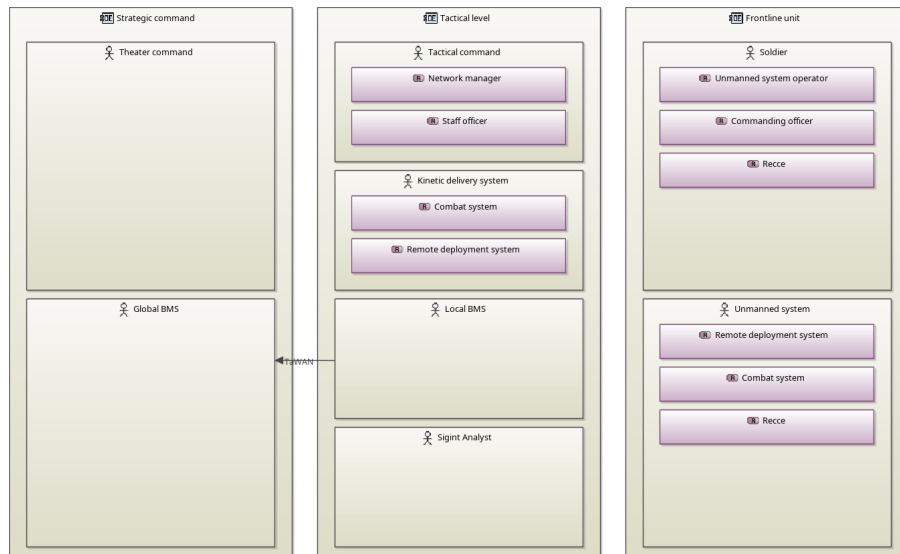 Strategic command
Theater command
Global BMS
TaWAN
Tactical level
Tactical command
R Network manager
R Staff officer
Kinetic delivery system
R Combat system
R Remote deployment system
Local BMS
Sigint Analyst
Frontline unit
Soldier
R Unmanned system operator
R Commanding officer
R Recce
Unmanned system
R Remote deployment system
R Combat system
R Recce